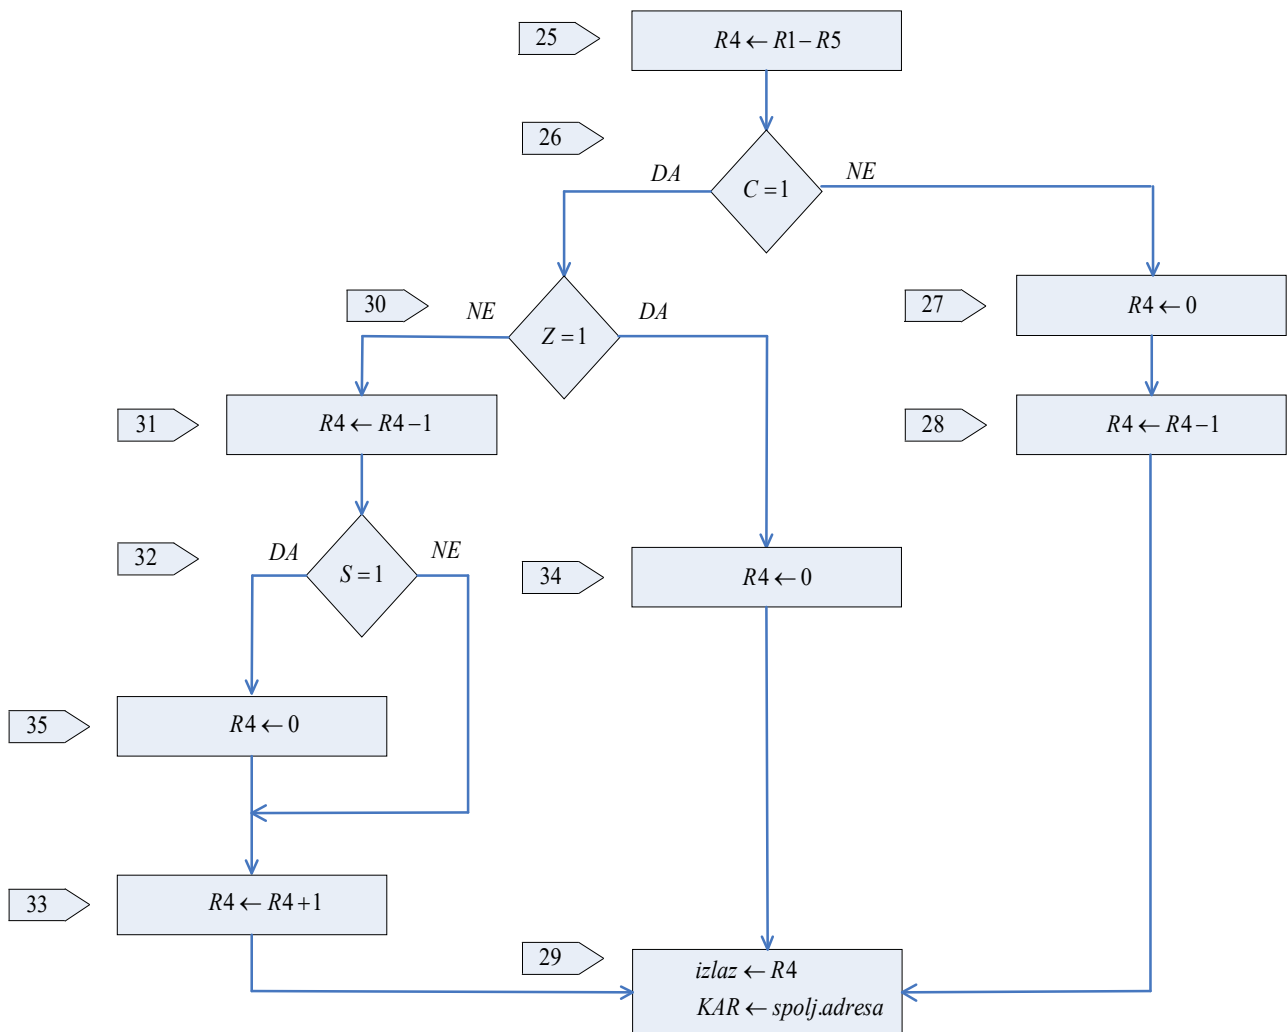 25
R4 ← R1 − R5
26
DA
C = 1
NE
30
NE
Z = 1
DA
27
R4 ← 0
31
R4 ← R4 − 1
28
R4 ← R4 − 1
32
DA
S = 1
NE
34
R4 ← 0
35
R4 ← 0
33
R4 ← R4 + 1
29
izlaz ← R4
KAR ← spolj.adresa